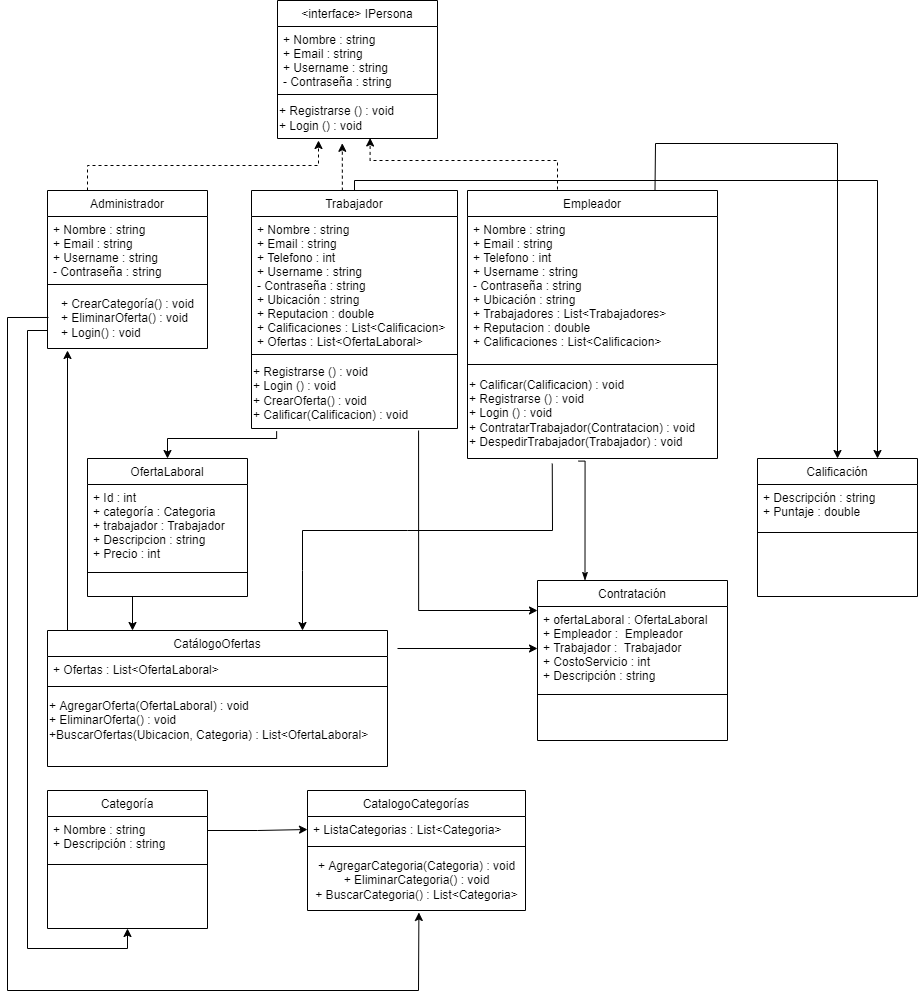 <interface> IPersona
+ Nombre : string
+ Email : string
+ Username : string
- Contraseña : string
+ Registrarse () : void
+ Login () : void
Administrador
+ Nombre : string
+ Email : string
+ Username : string
- Contraseña : string
+ CrearCategoría() : void
+ EliminarOferta() : void
+ Login() : void
Trabajador
+ Nombre : string
+ Email : string
+ Telefono : int
+ Username : string
- Contraseña : string
+ Ubicación : string
+ Reputacion : double
+ Calificaciones : List<Calificacion>
+ Ofertas : List<OfertaLaboral>
+ Registrarse () : void
+ Login () : void
+ CrearOferta() : void
+ Calificar(Calificacion) : void
Empleador
+ Nombre : string
+ Email : string
+ Telefono : int
+ Username : string
- Contraseña : string
+ Ubicación : string
+ Trabajadores : List<Trabajadores>
+ Reputacion : double
+ Calificaciones : List<Calificacion>
+ Calificar(Calificacion) : void
+ Registrarse () : void
+ Login () : void
+ ContratarTrabajador(Contratacion) : void
+ DespedirTrabajador(Trabajador) : void
OfertaLaboral
+ Id : int
+ categoría : Categoria
+ trabajador : Trabajador
+ Descripcion : string
+ Precio : int
Calificación
+ Descripción : string
+ Puntaje : double
Contratación
+ ofertaLaboral : OfertaLaboral
+ Empleador : Empleador
+ Trabajador : Trabajador
+ CostoServicio : int
+ Descripción : string
CatálogoOfertas
+ Ofertas : List<OfertaLaboral>
+ AgregarOferta(OfertaLaboral) : void
+ EliminarOferta() : void
+BuscarOfertas(Ubicacion, Categoria) : List<OfertaLaboral>
Categoría
+ Nombre : string
+ Descripción : string
CatalogoCategorías
+ ListaCategorias : List<Categoria>
+ AgregarCategoria(Categoria) : void
+ EliminarCategoria() : void
+ BuscarCategoria() : List<Categoria>